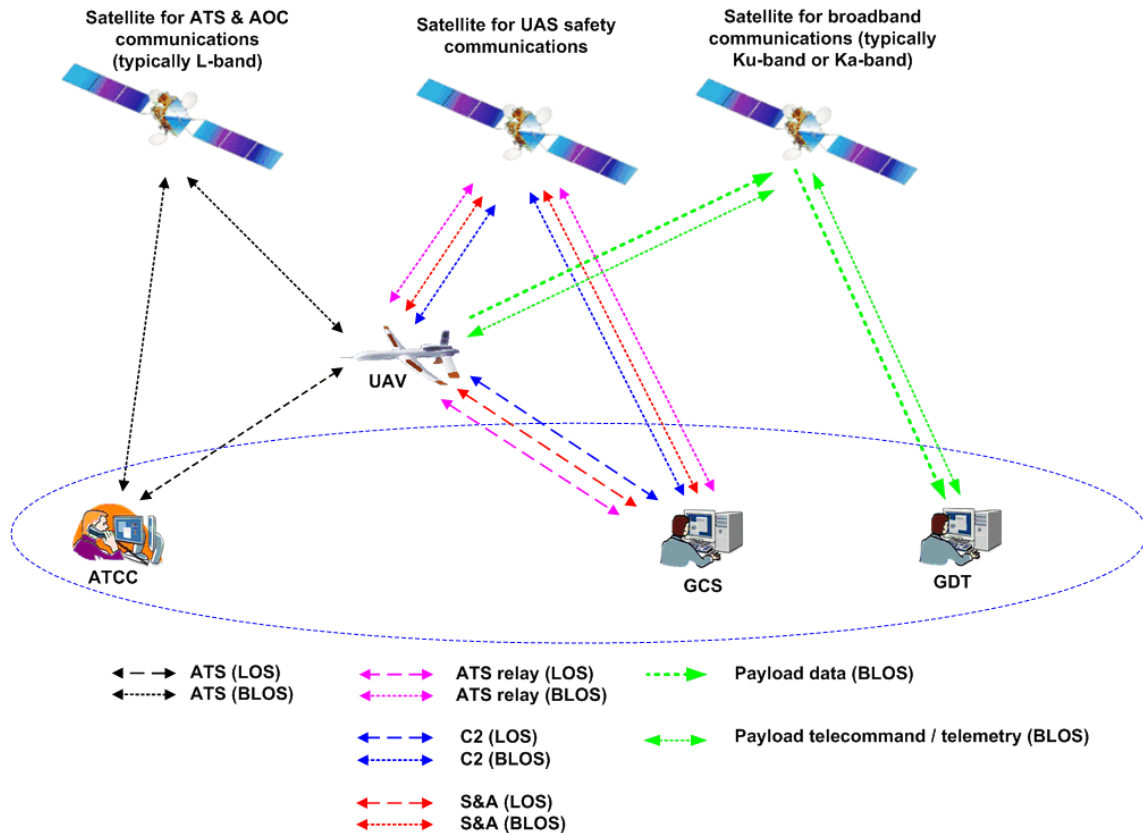 Satellite for ATS & AOC
communications
(typically L-band)
Satellite for UAS safety
communications
Satellite for broadband
communications (typically
Ku-band or Ka-band)
UAV
ATCC
GCS
GDT
ATS (LOS)
ATS (BLOS)
ATS relay (LOS)
ATS relay (BLOS)
C2 (LOS)
C2 (BLOS)
S&A (LOS)
S&A (BLOS)
Payload data (BLOS)
Payload telecommand / telemetry (BLOS)